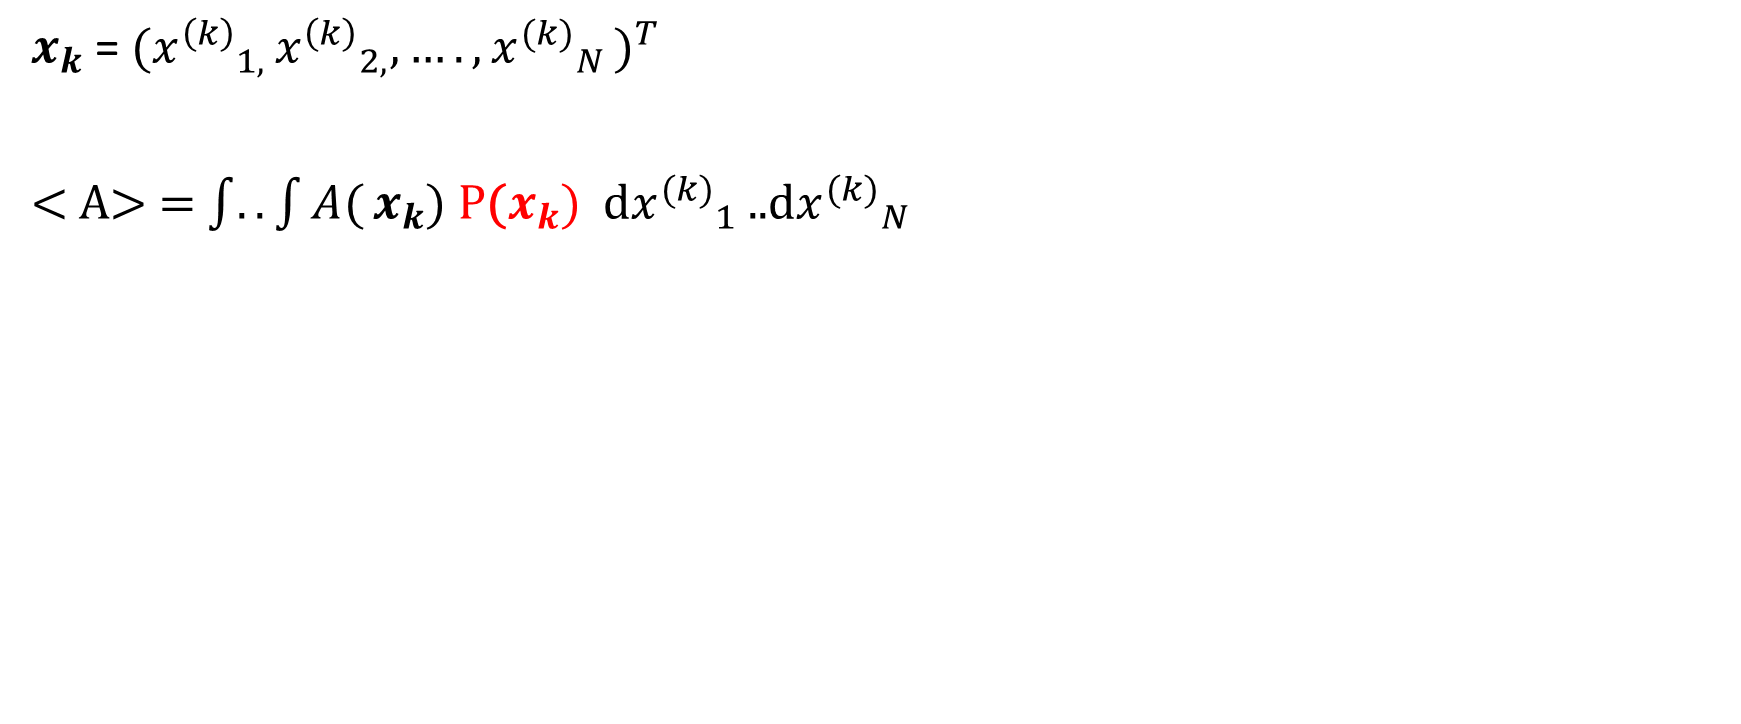 𝒙𝒌 = (𝑥⁽ᵏ⁾₁, 𝑥⁽ᵏ⁾₂,, … . , 𝑥⁽ᵏ⁾𝑁 )ᵀ
< A> = ∫. . ∫ 𝐴( 𝒙𝒌) P(𝒙𝒌) d𝑥⁽ᵏ⁾₁ ..d𝑥⁽ᵏ⁾𝑁